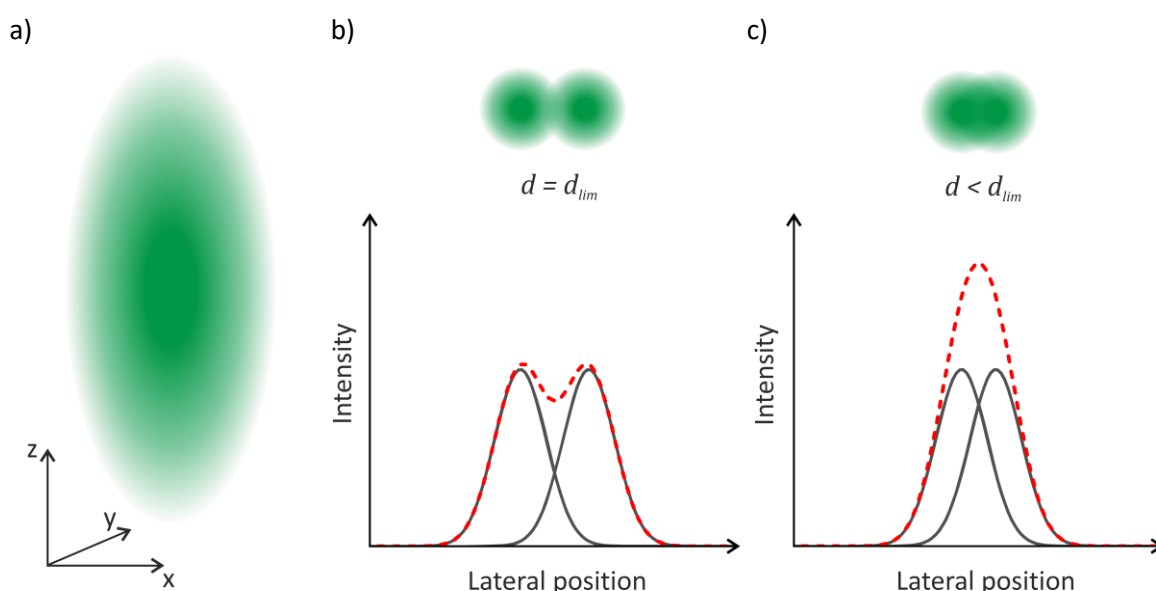 a)
z
y
x
b)
d = d_lim
Intensity
Lateral position
c)
d < d_lim
Intensity
Lateral position